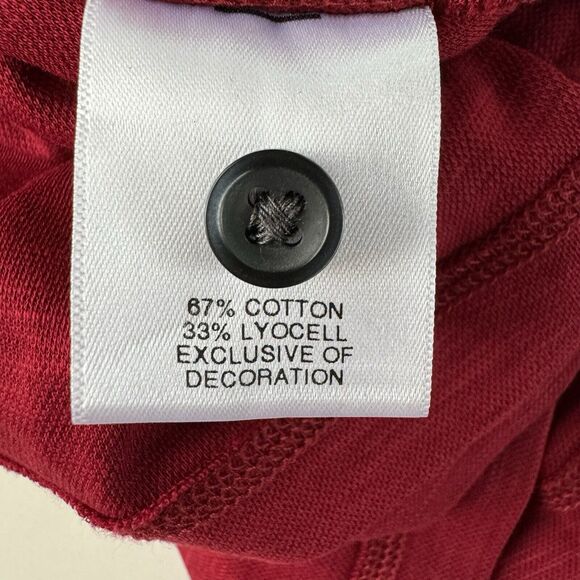 67% COTTON
33% LYOCELL
EXCLUSIVE OF
DECORATION